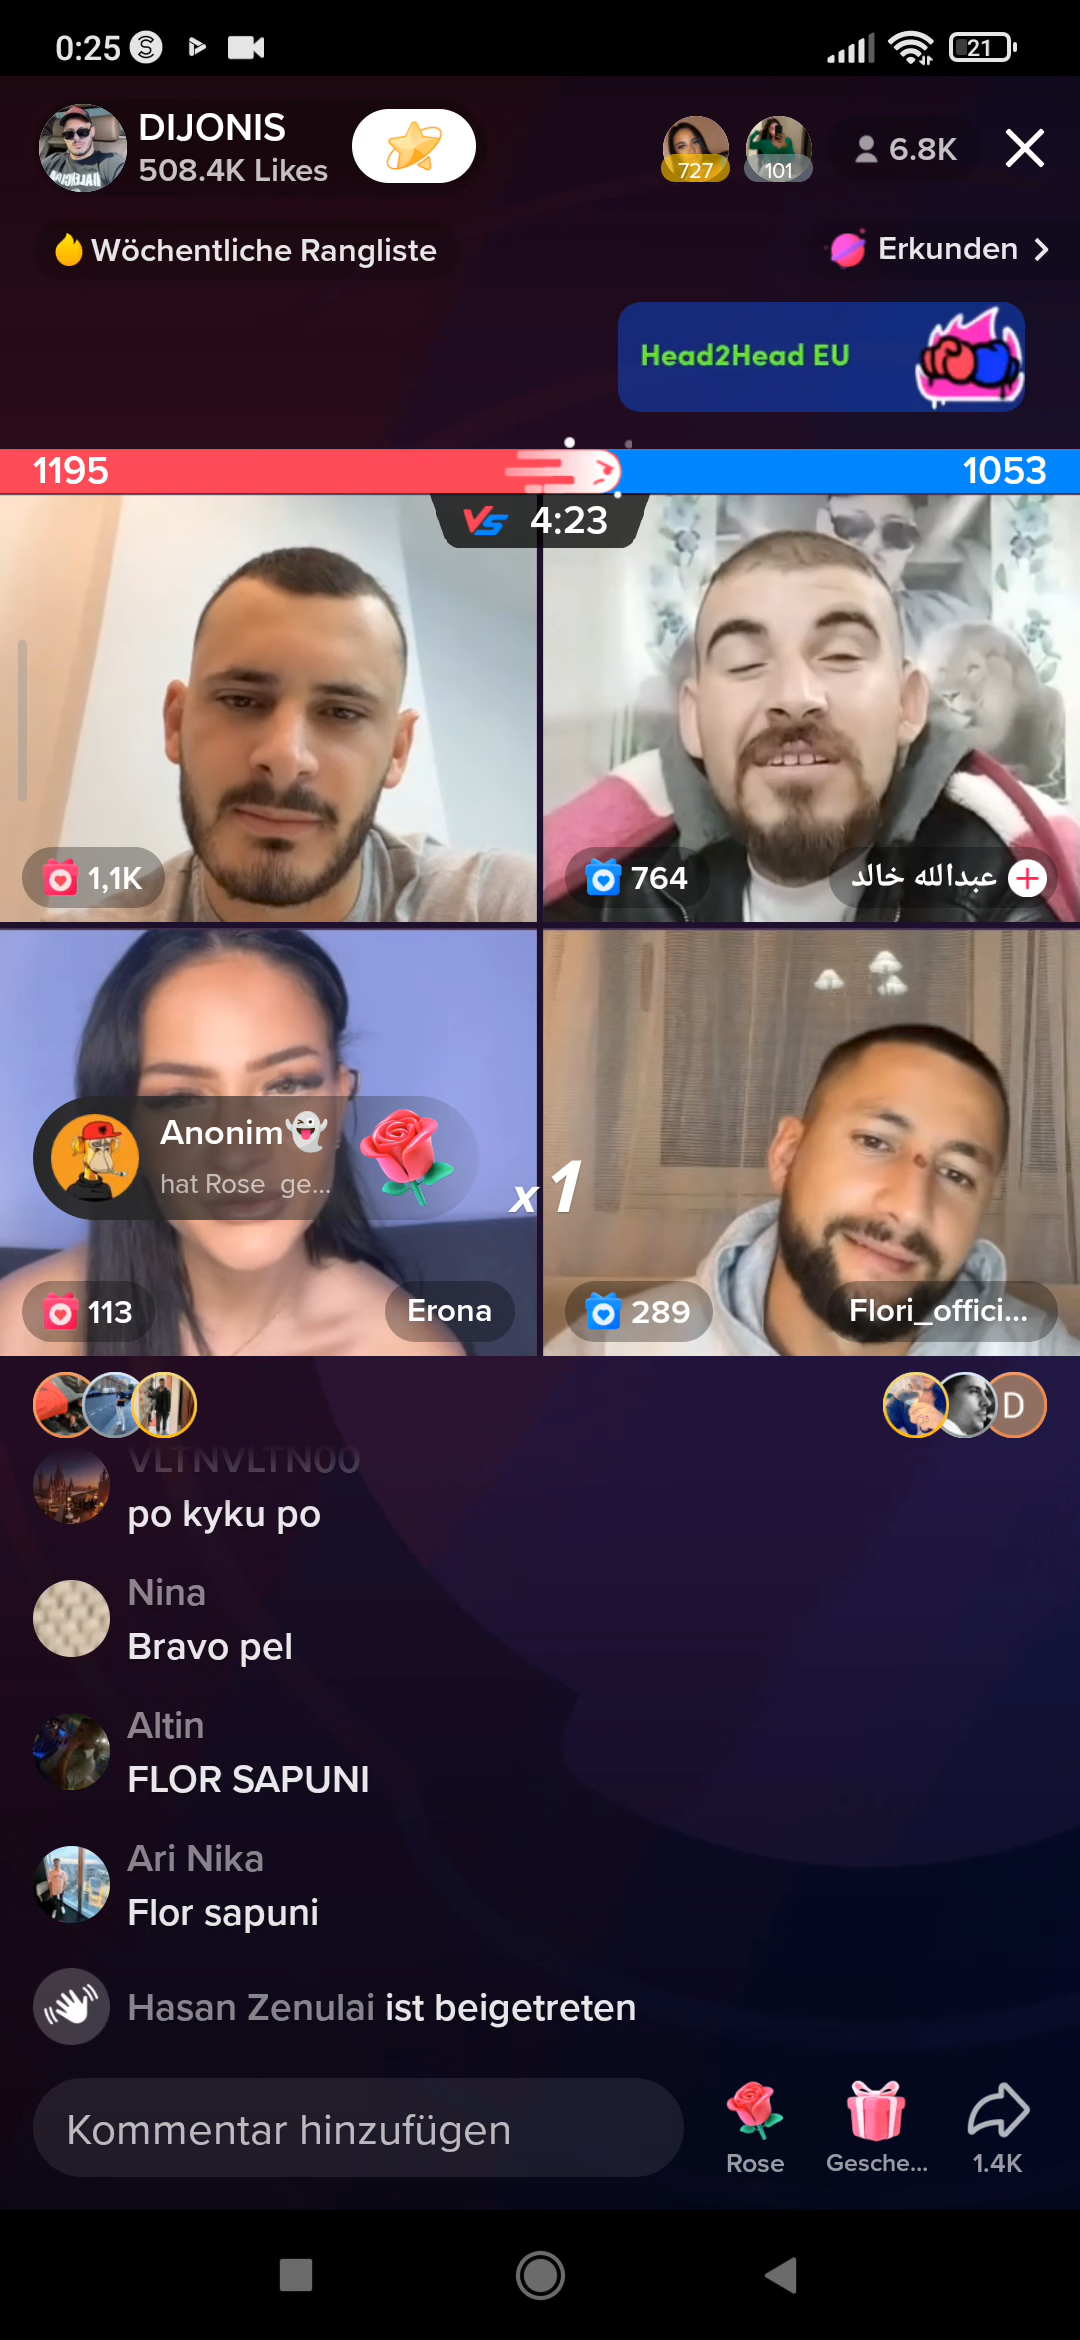 0:25
21
DIJONIS
508.4K Likes
727
101
6.8K
Wöchentliche Rangliste
Erkunden
Head2Head EU
1195
1053
VS 4:23
1,1K
764
عبدالله خالد
Anonim
hat Rose ge...
x1
113
Erona
289
Flori_offici...
D
VLTNVLTN00
po kyku po
Nina
Bravo pel
Altin
FLOR SAPUNI
Ari Nika
Flor sapuni
Hasan Zenulai ist beigetreten
Kommentar hinzufügen
Rose
Gesche...
1.4K